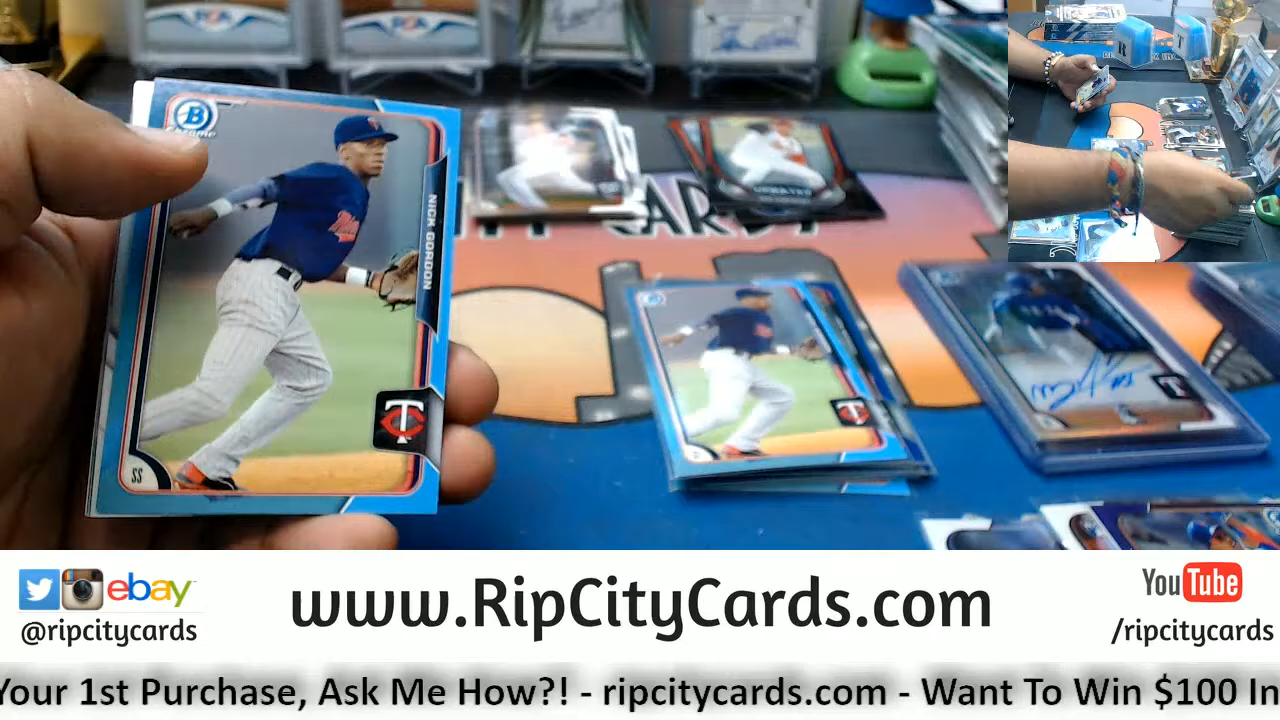 B
Chrome
NICK GORDON
SS
TC
R
T
ebay
@ripcitycards
www.RipCityCards.com
YouTube
/ripcitycards
Your 1st Purchase, Ask Me How?! - ripcitycards.com - Want To Win $100 In